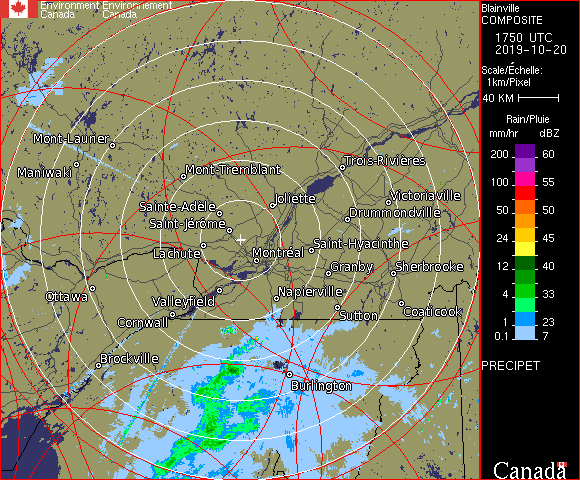 Environment Environnement
Canada Canada
Blainville
COMPOSITE
1750 UTC
2019-10-20
Scale/Échelle:
1km/Pixel
40 KM
Rain/Pluie
mm/hr dBZ
200 60
100 55
50 50
24 45
12 40
4 33
1 23
0.1 7
PRECIPET
Canada
Mont-Laurier
Maniwaki
Mont-Tremblant
Trois-Rivières
Joliette
Victoriaville
Sainte-Adèle
Drummondville
Saint-Jérôme
Saint-Hyacinthe
Lachute
Montréal
Granby
Sherbrooke
Ottawa
Valleyfield
Napierville
Sutton
Coaticook
Cornwall
Brockville
Burlington